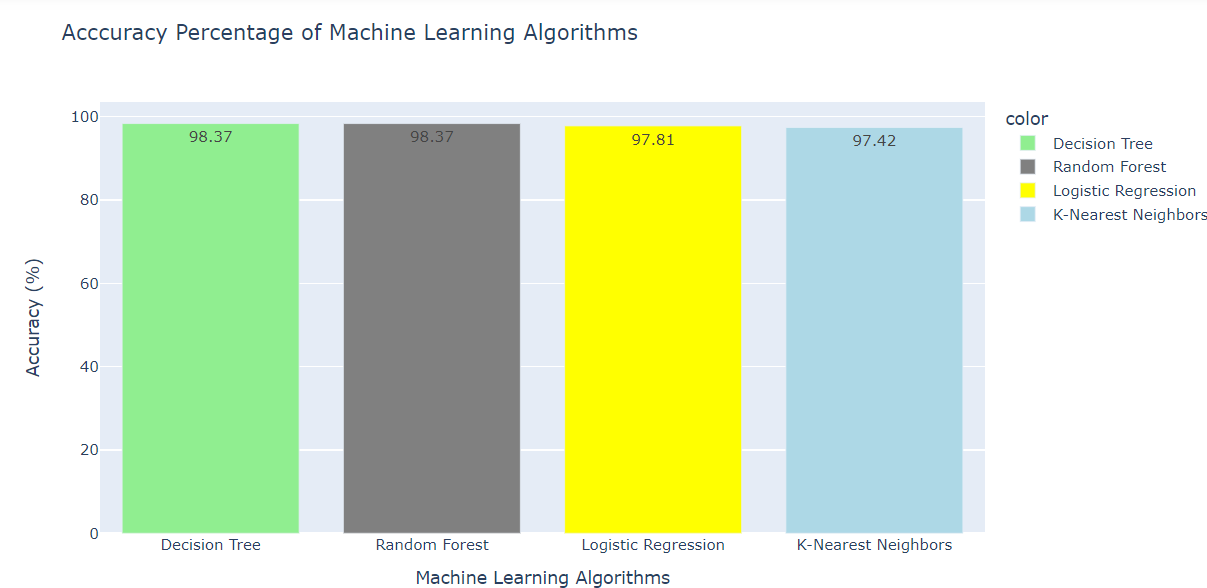 Acccuracy Percentage of Machine Learning Algorithms
100
80
60
40
20
0
Accuracy (%)
98.37
98.37
97.81
97.42
Decision Tree
Random Forest
Logistic Regression
K-Nearest Neighbors
Machine Learning Algorithms
color
Decision Tree
Random Forest
Logistic Regression
K-Nearest Neighbors